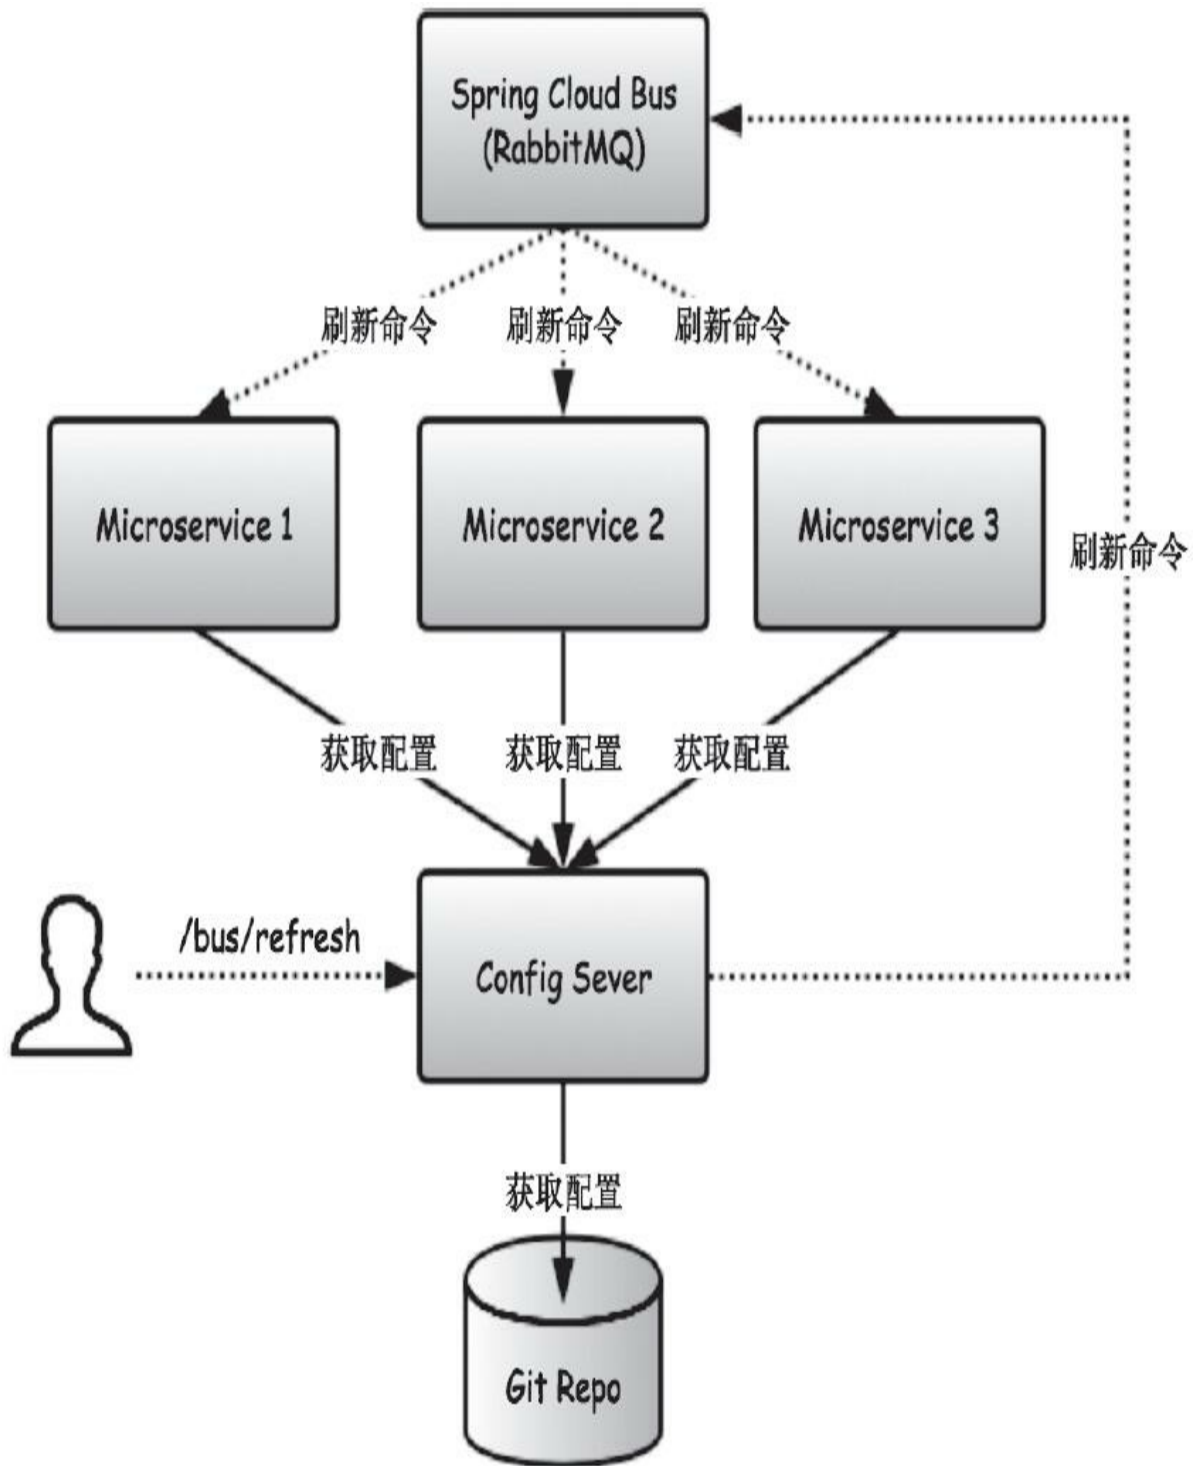 Spring Cloud Bus
(RabbitMQ)
刷新命令
刷新命令
刷新命令
Microservice 1
Microservice 2
Microservice 3
刷新命令
获取配置
获取配置
获取配置
/bus/refresh
Config Sever
获取配置
Git Repo